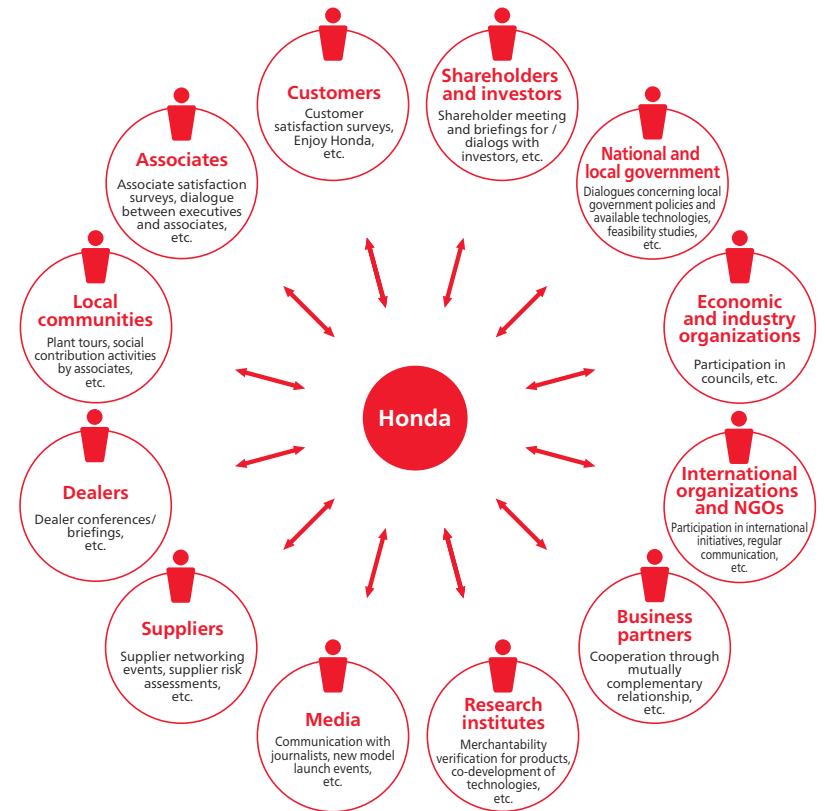 Customers
Customer
satisfaction surveys,
Enjoy Honda,
etc.
Shareholders
and investors
Shareholder meeting
and briefings for /
dialogs with
investors, etc.
National and
local government
Dialogues concerning local
government policies and
available technologies,
feasibility studies,
etc.
Economic
and industry
organizations
Participation in
councils, etc.
International
organizations
and NGOs
Participation in international
initiatives, regular
communication,
etc.
Business
partners
Cooperation through
mutually
complementary
relationship,
etc.
Research
institutes
Merchantability
verification for products,
co-development of
technologies,
etc.
Media
Communication with
journalists, new model
launch events,
etc.
Suppliers
Supplier networking
events, supplier risk
assessments,
etc.
Dealers
Dealer conferences/
briefings,
etc.
Local
communities
Plant tours, social
contribution activities
by associates,
etc.
Associates
Associate satisfaction
surveys, dialogue
between executives
and associates,
etc.
Honda